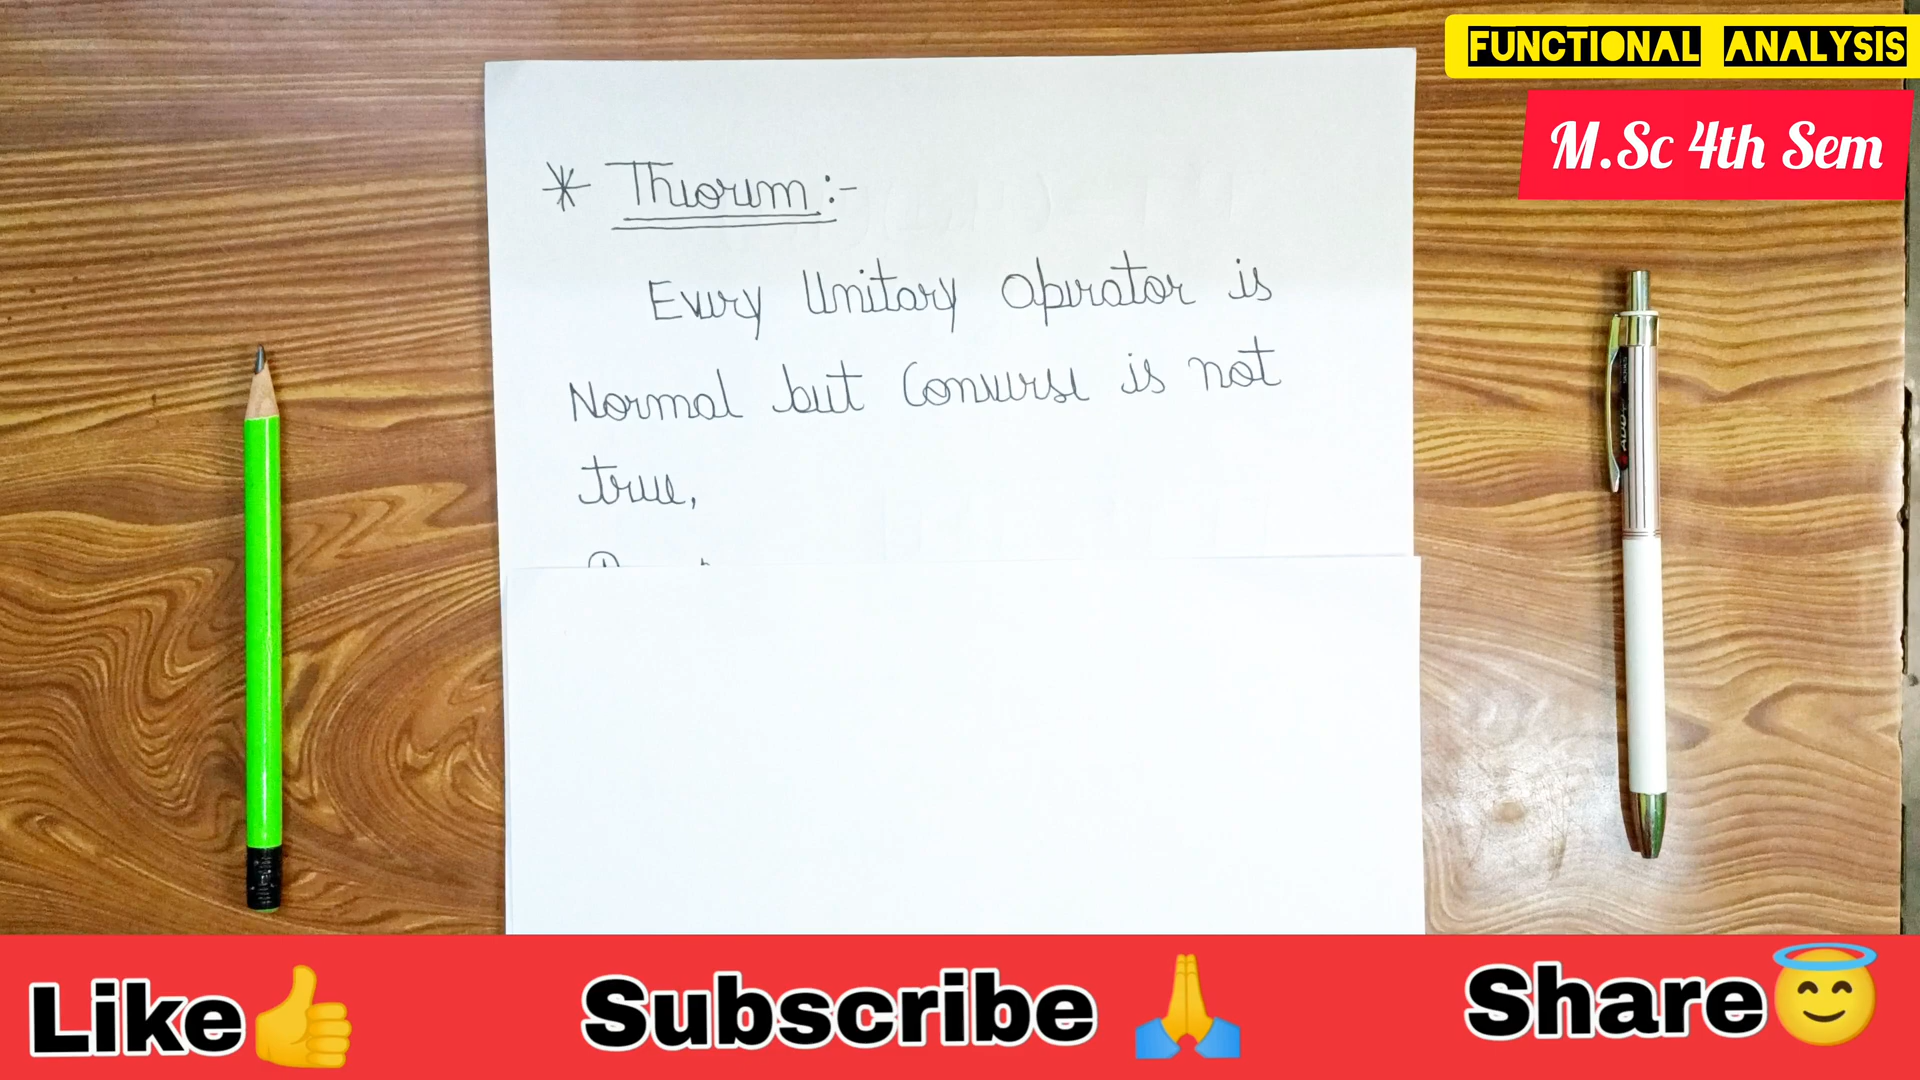 FUNCTIONAL ANALYSIS
M.Sc 4th Sem
* Theorem :-
Every Unitary operator is
Normal but Converse is not
true.
Like👍 Subscribe 🙏 Share😇